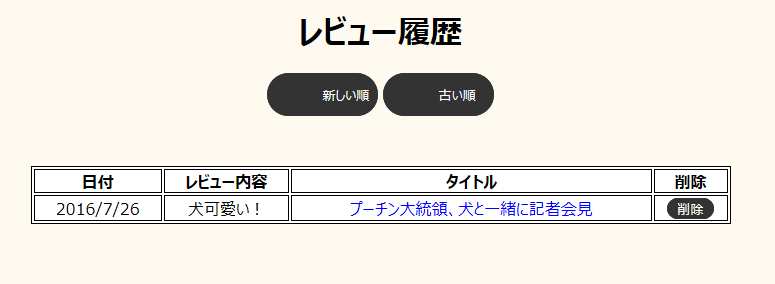 レビュー履歴
新しい順 古い順
日付 レビュー内容 タイトル 削除
2016/7/26 犬可愛い！ プーチン大統領、犬と一緒に記者会見 削除